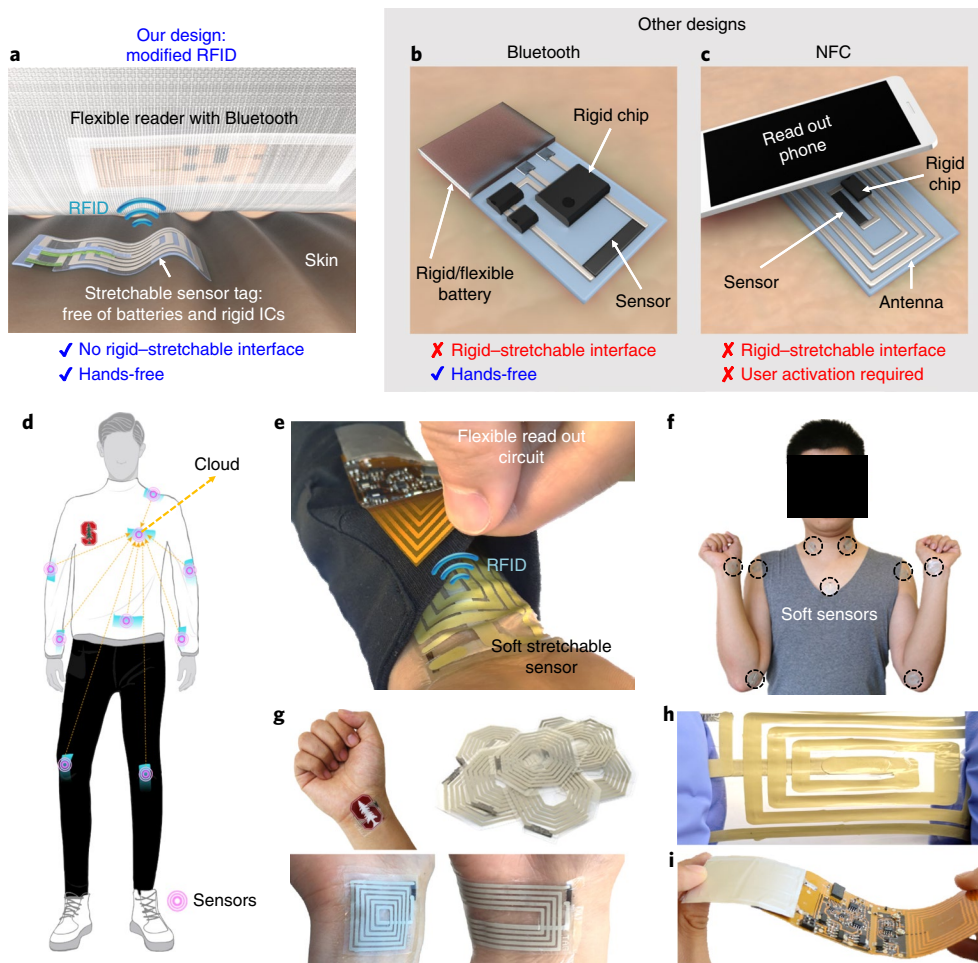 Our design:
modified RFID
Other designs
a
b
Bluetooth
c
NFC
Flexible reader with Bluetooth
RFID
Skin
Stretchable sensor tag:
free of batteries and rigid ICs
Rigid chip
Rigid/flexible
battery
Sensor
Read out
phone
Rigid
chip
Sensor
Antenna
✓ No rigid–stretchable interface
✓ Hands-free
✗ Rigid–stretchable interface
✓ Hands-free
✗ Rigid–stretchable interface
✗ User activation required
d
Cloud
S
Sensors
e
Flexible read out
circuit
RFID
Soft stretchable
sensor
f
Soft sensors
g
h
i